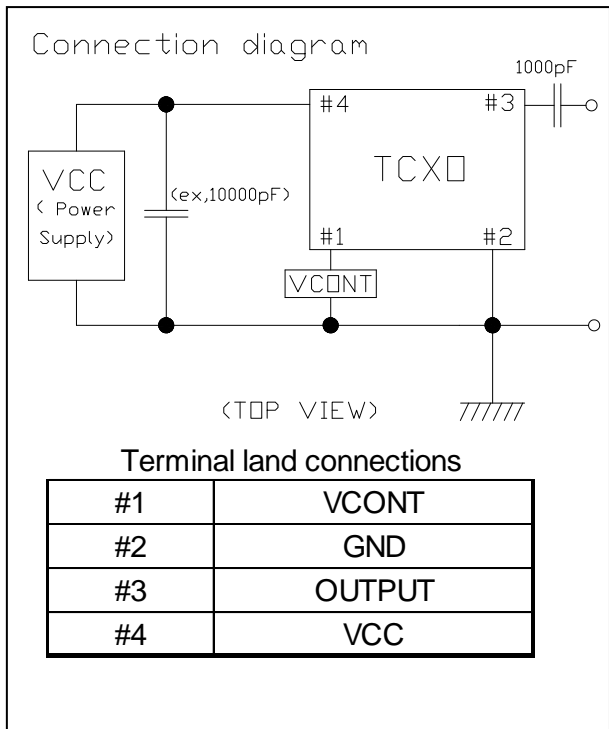 Connection diagram
1000pF
#4
#3
TCXO
VCC
( Power
Supply)
(ex,10000pF)
#1
#2
VCONT
(TOP VIEW)
Terminal land connections
#1 VCONT
#2 GND
#3 OUTPUT
#4 VCC